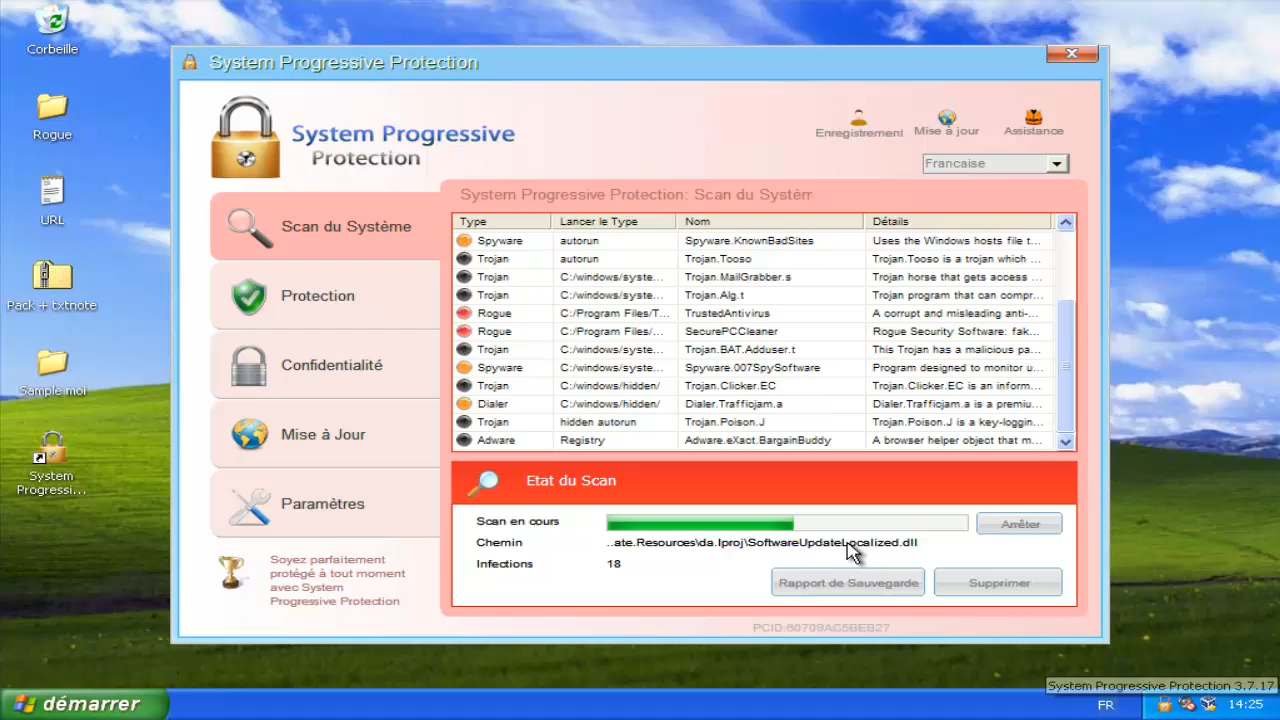 Corbeille
Rogue
URL
Pack + txtnote
Sample moi
System
Progressi...
System Progressive Protection
System Progressive
Protection
Enregistrement
Mise à jour
Assistance
Francaise
Scan du Système
Protection
Confidentialité
Mise à Jour
Paramètres
Soyez parfaitement
protégé à tout moment
avec System
Progressive Protection
System Progressive Protection: Scan du Systèm
Type Lancer le Type Nom Détails
Spyware autorun Spyware.KnownBadSites Uses the Windows hosts file t...
Trojan autorun Trojan.Tooso Trojan.Tooso is a trojan which ...
Trojan C:/windows/syste... Trojan.MailGrabber.s Trojan horse that gets access ...
Trojan C:/windows/syste... Trojan.Alg.t Trojan program that can compr...
Rogue C:/Program Files/T... TrustedAntivirus A corrupt and misleading anti-...
Rogue C:/Program Files/... SecurePCCleaner Rogue Security Software: fak...
Trojan C:/windows/syste... Trojan.BAT.Adduser.t This Trojan has a malicious pa...
Spyware C:/windows/syste... Spyware.007SpySoftware Program designed to monitor u...
Trojan C:/windows/hidden/ Trojan.Clicker.EC Trojan.Clicker.EC is an inform...
Dialer C:/windows/hidden/ Dialer.Trafficjam.a Dialer.Trafficjam.a is a premiu...
Trojan hidden autorun Trojan.Poison.J Trojan.Poison.J is a key-loggin...
Adware Registry Adware.eXact.BargainBuddy A browser helper object that m...
Etat du Scan
Scan en cours
Arrêter
Chemin ..ate.Resources\da.lproj\SoftwareUpdateLocalized.dll
Infections 18
Rapport de Sauvegarde
Supprimer
PCID:60709AC5BEB27
System Progressive Protection 3.7.17
démarrer
FR
14:25